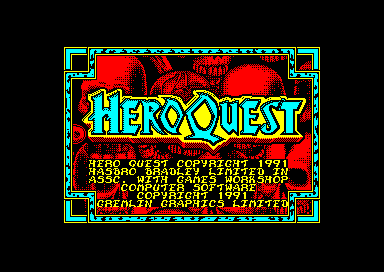 HEROQUEST
HERO QUEST COPYRIGHT 1991
HASBRO BRADLEY LIMITED IN
ASSC. WITH GAMES WORKSHOP
COMPUTER SOFTWARE
COPYRIGHT 1991
GREMLIN GRAPHICS LIMITED